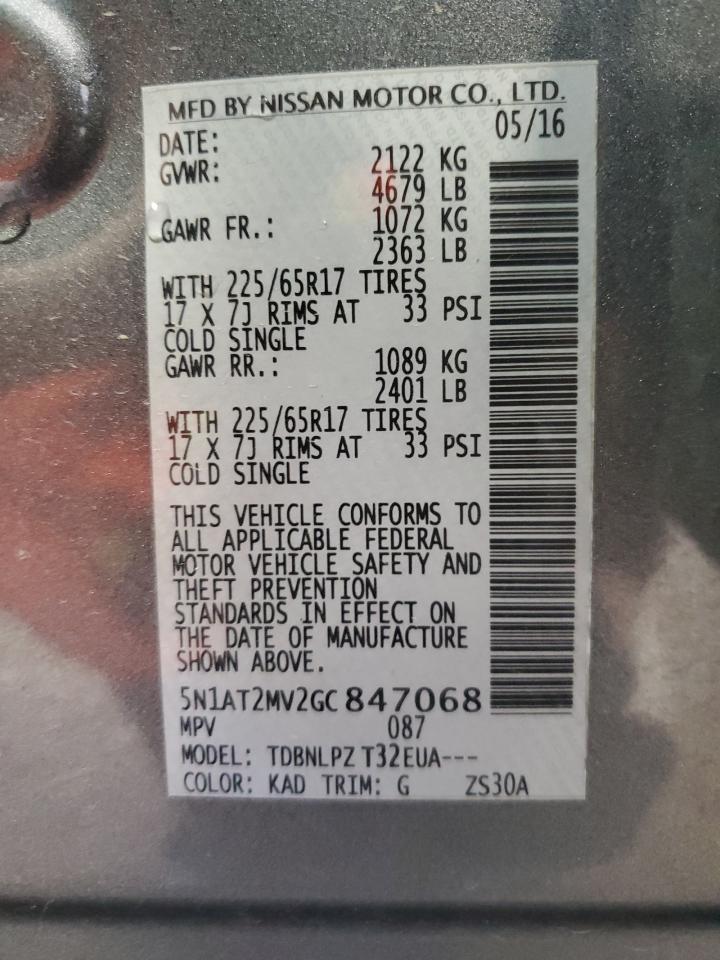 MFD BY NISSAN MOTOR CO., LTD.
DATE: 05/16
GVWR: 2122 KG
4679 LB
GAWR FR.: 1072 KG
2363 LB
WITH 225/65R17 TIRES
17 X 7J RIMS AT 33 PSI
COLD SINGLE
GAWR RR.: 1089 KG
2401 LB
WITH 225/65R17 TIRES
17 X 7J RIMS AT 33 PSI
COLD SINGLE
THIS VEHICLE CONFORMS TO
ALL APPLICABLE FEDERAL
MOTOR VEHICLE SAFETY AND
THEFT PREVENTION
STANDARDS IN EFFECT ON
THE DATE OF MANUFACTURE
SHOWN ABOVE.
5N1AT2MV2GC847068
MPV 087
MODEL: TDBNLPZ T32EUA---
COLOR: KAD TRIM: G ZS30A